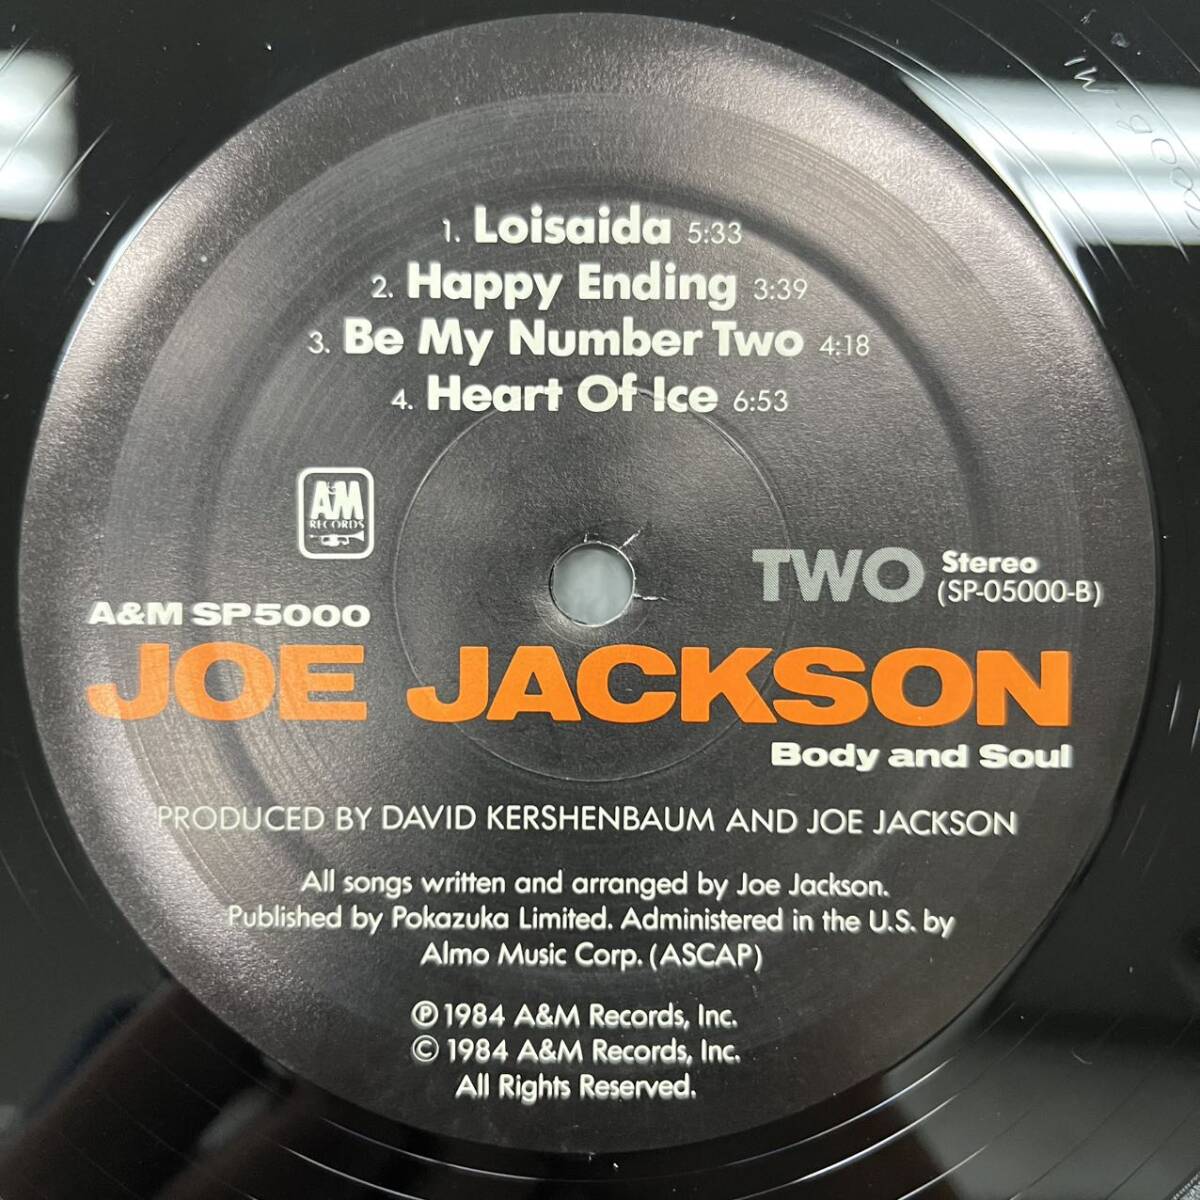 1. Loisaida 5:33
2. Happy Ending 3:39
3. Be My Number Two 4:18
4. Heart Of Ice 6:53
A&M
RECORDS
TWO Stereo
(SP-05000-B)
A&M SP5000
JOE JACKSON
Body and Soul
PRODUCED BY DAVID KERSHENBAUM AND JOE JACKSON
All songs written and arranged by Joe Jackson.
Published by Pokazuka Limited. Administered in the U.S. by
Almo Music Corp. (ASCAP)
℗ 1984 A&M Records, Inc.
© 1984 A&M Records, Inc.
All Rights Reserved.